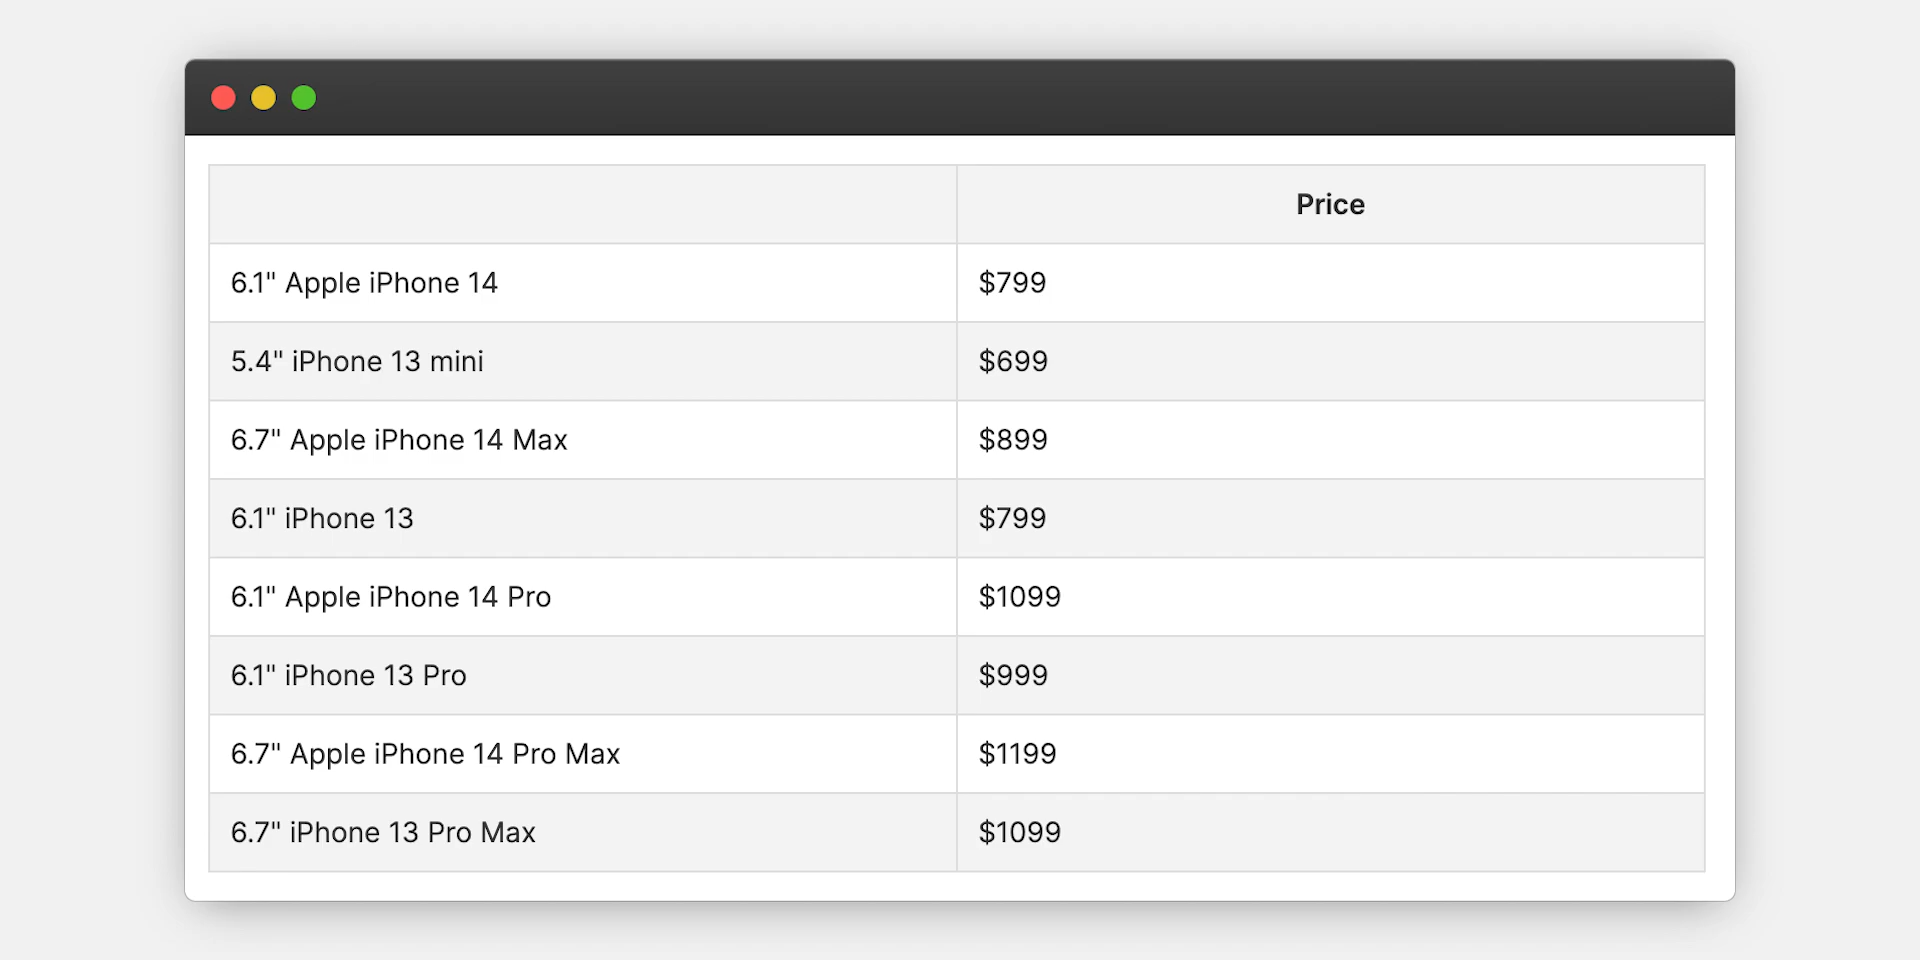 Price
6.1" Apple iPhone 14 $799
5.4" iPhone 13 mini $699
6.7" Apple iPhone 14 Max $899
6.1" iPhone 13 $799
6.1" Apple iPhone 14 Pro $1099
6.1" iPhone 13 Pro $999
6.7" Apple iPhone 14 Pro Max $1199
6.7" iPhone 13 Pro Max $1099